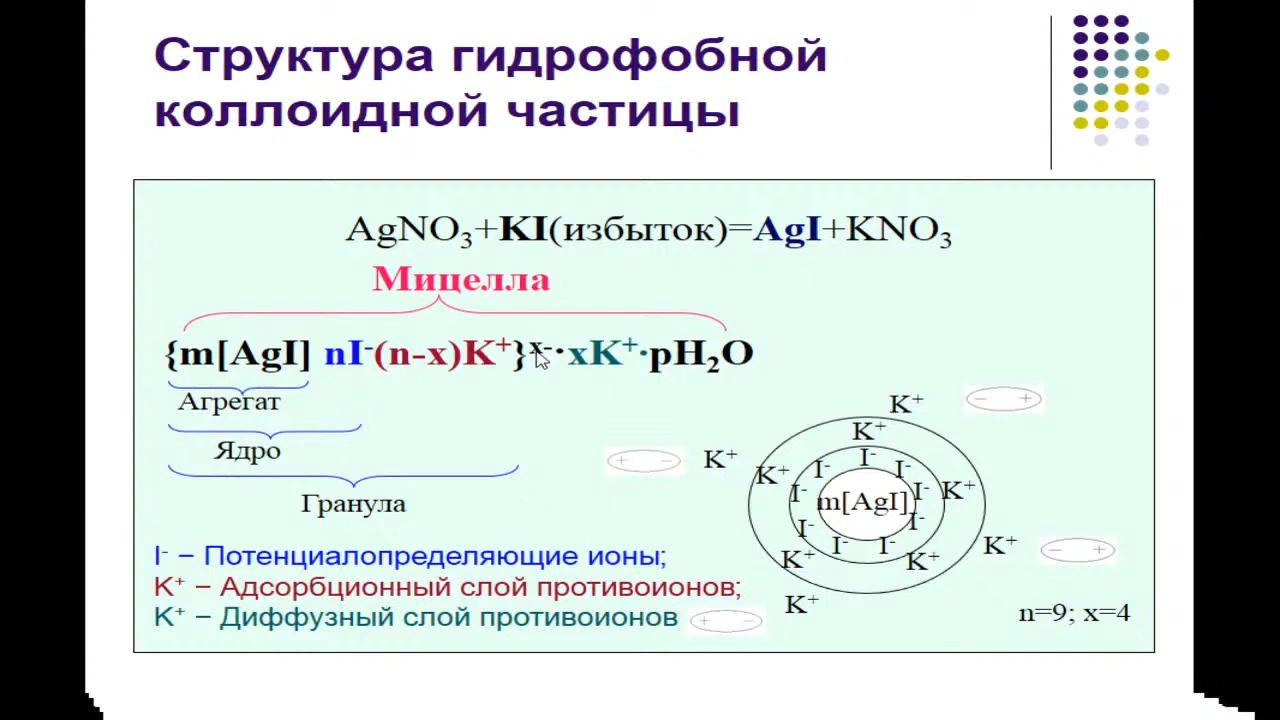 Структура гидрофобной
коллоидной частицы
AgNO₃+KI(избыток)=AgI+KNO₃
Мицелла
{m[AgI] nI⁻(n-x)K⁺}ˣ⁻·xK⁺·pH₂O
Агрегат
Ядро
Гранула
K⁺
− +
K⁺
+ −
K⁺
I⁻
I⁻
I⁻
K⁺
I⁻
I⁻
K⁺
m[AgI]
I⁻
I⁻
I⁻
I⁻
K⁺
− +
K⁺
K⁺
K⁺
I⁻ – Потенциалопределяющие ионы;
K⁺ – Адсорбционный слой противоионов;
K⁺ – Диффузный слой противоионов
+ −
n=9; x=4